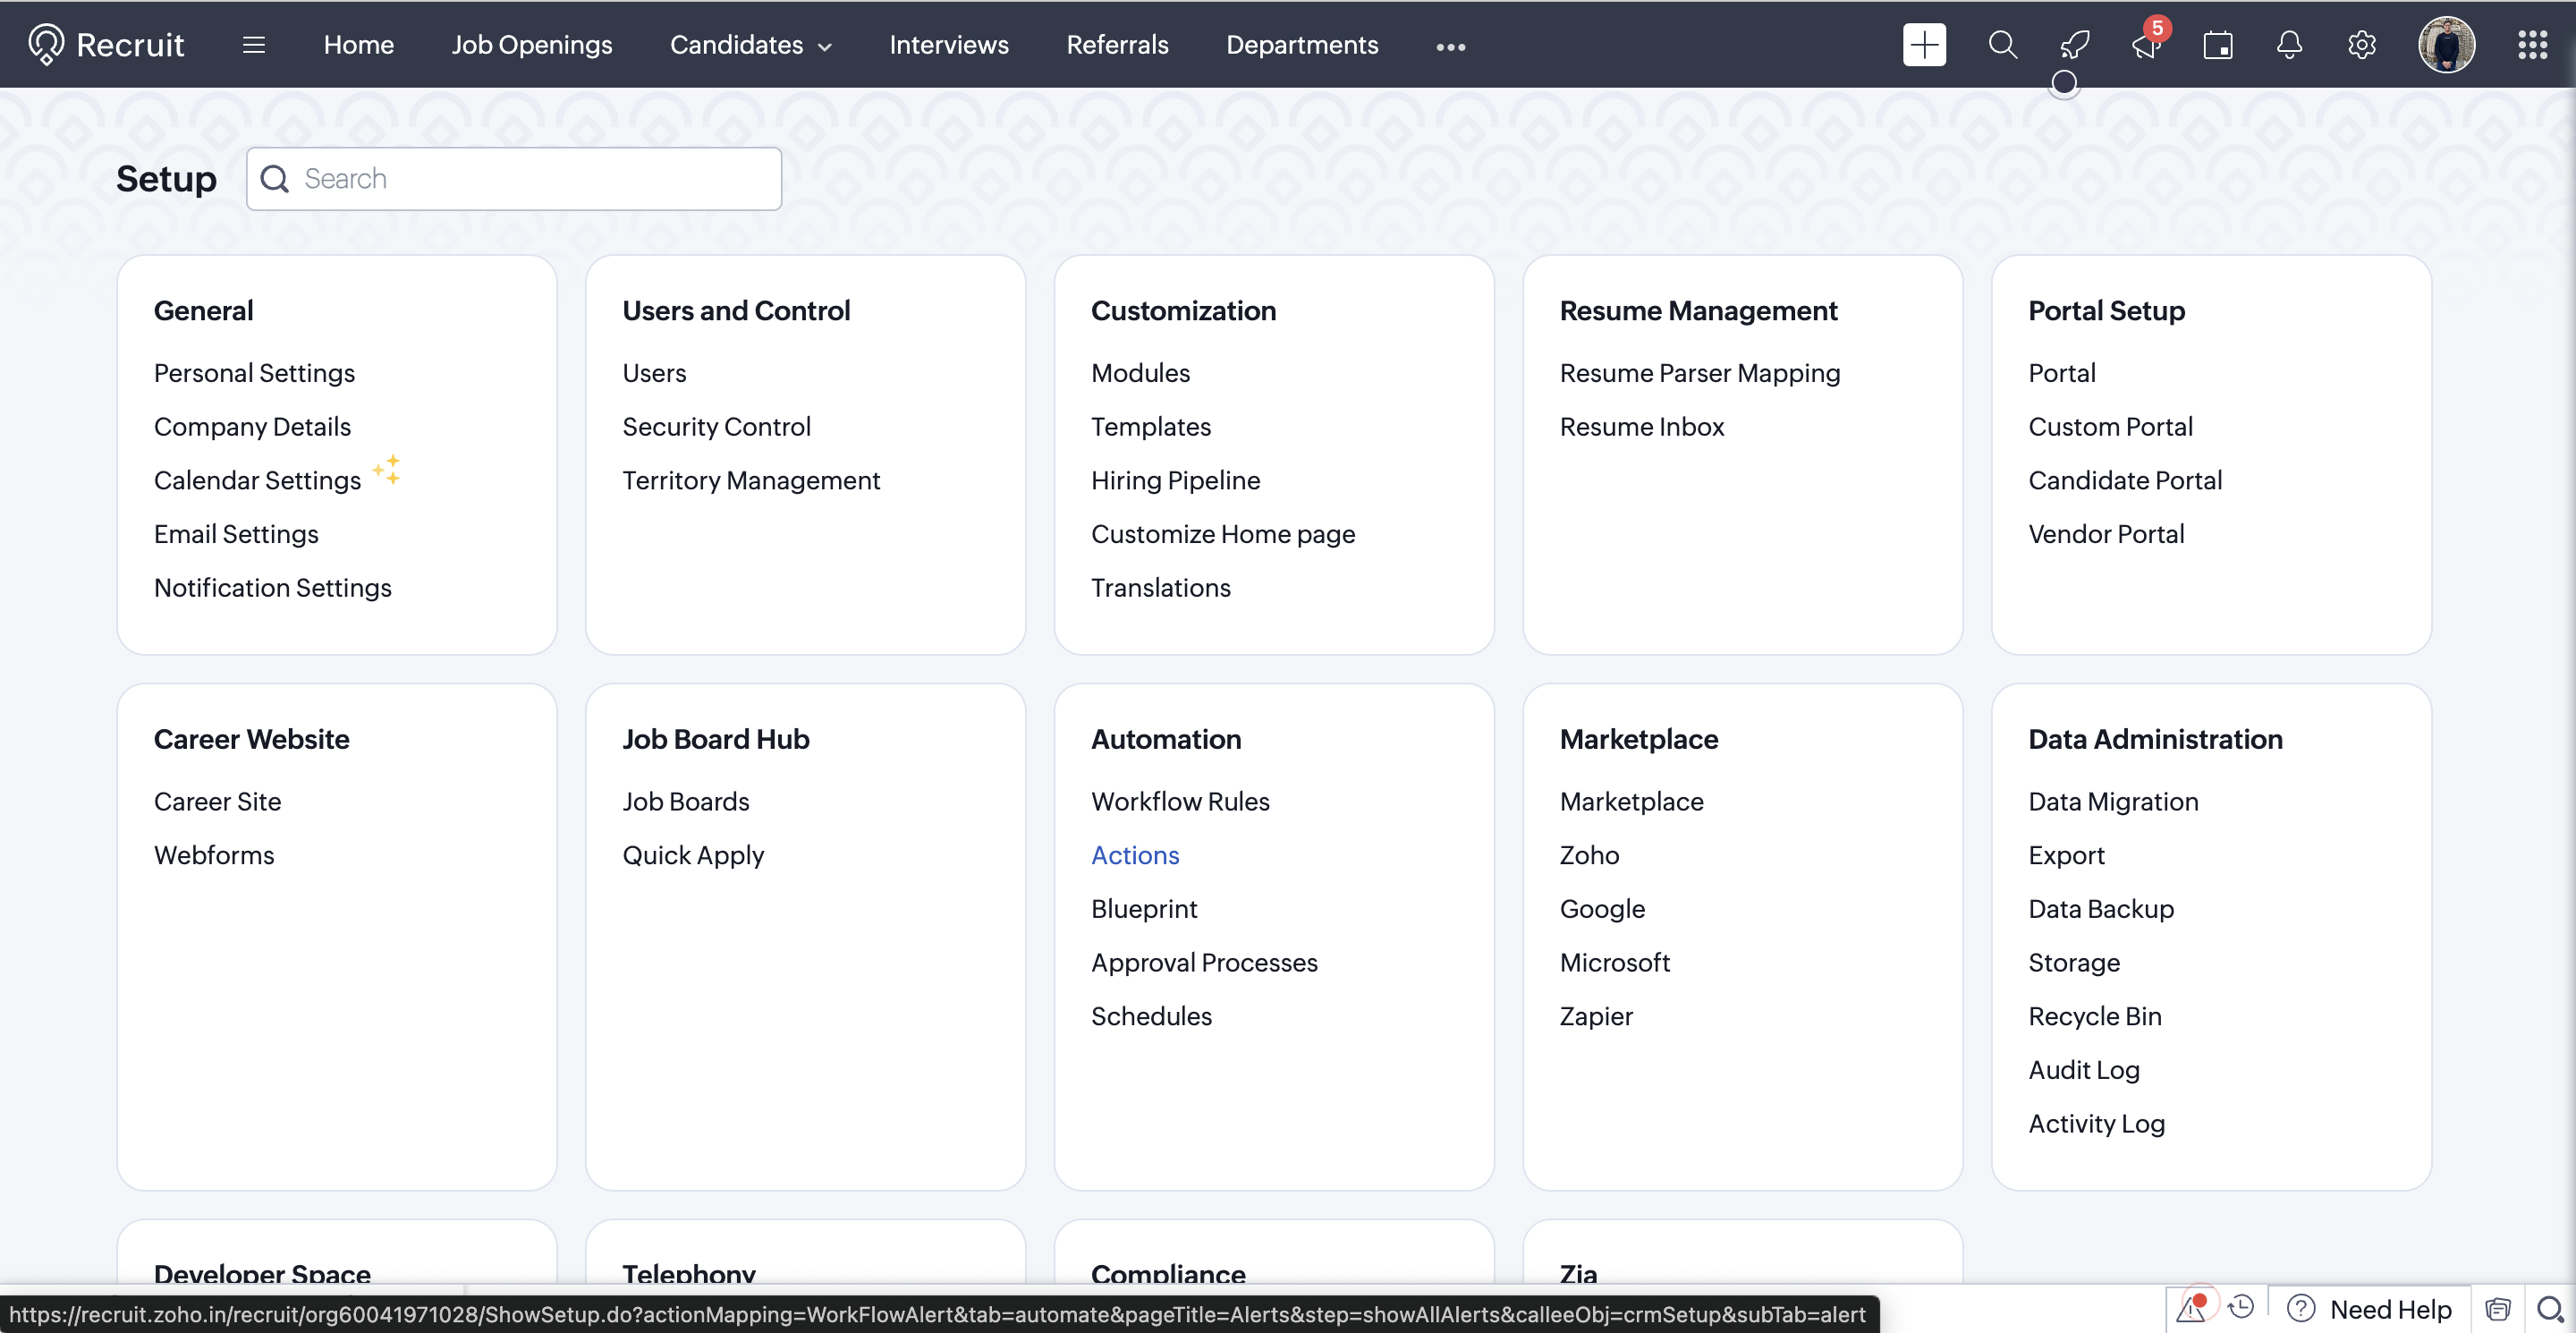 Recruit
Home
Job Openings
Candidates
Interviews
Referrals
Departments
5
Setup
Search
General
Personal Settings
Company Details
Calendar Settings
Email Settings
Notification Settings
Users and Control
Users
Security Control
Territory Management
Customization
Modules
Templates
Hiring Pipeline
Customize Home page
Translations
Resume Management
Resume Parser Mapping
Resume Inbox
Portal Setup
Portal
Custom Portal
Candidate Portal
Vendor Portal
Career Website
Career Site
Webforms
Job Board Hub
Job Boards
Quick Apply
Automation
Workflow Rules
Actions
Blueprint
Approval Processes
Schedules
Marketplace
Marketplace
Zoho
Google
Microsoft
Zapier
Data Administration
Data Migration
Export
Data Backup
Storage
Recycle Bin
Audit Log
Activity Log
Developer Space
Telephony
Compliance
Zia
https://recruit.zoho.in/recruit/org60041971028/ShowSetup.do?actionMapping=WorkFlowAlert&tab=automate&pageTitle=Alerts&step=showAllAlerts&calleeObj=crmSetup&subTab=alert
Need Help